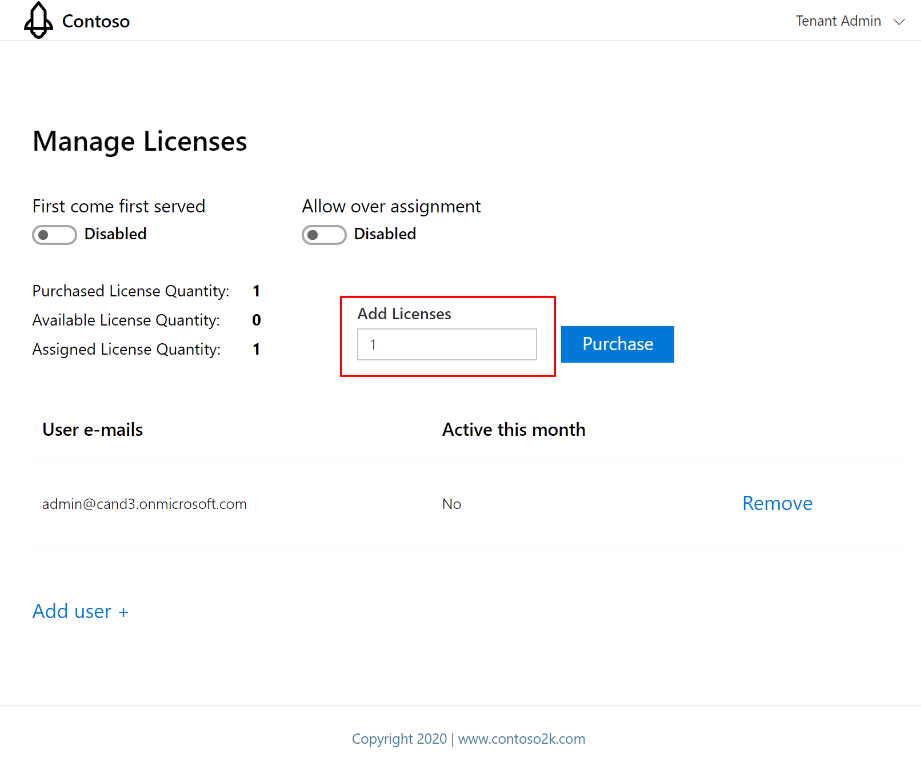 Contoso
Tenant Admin
Manage Licenses
First come first served
Disabled
Allow over assignment
Disabled
Purchased License Quantity: 1
Available License Quantity: 0
Assigned License Quantity: 1
Add Licenses
1
Purchase
User e-mails Active this month
admin@cand3.onmicrosoft.com No Remove
Add user +
Copyright 2020 | www.contoso2k.com